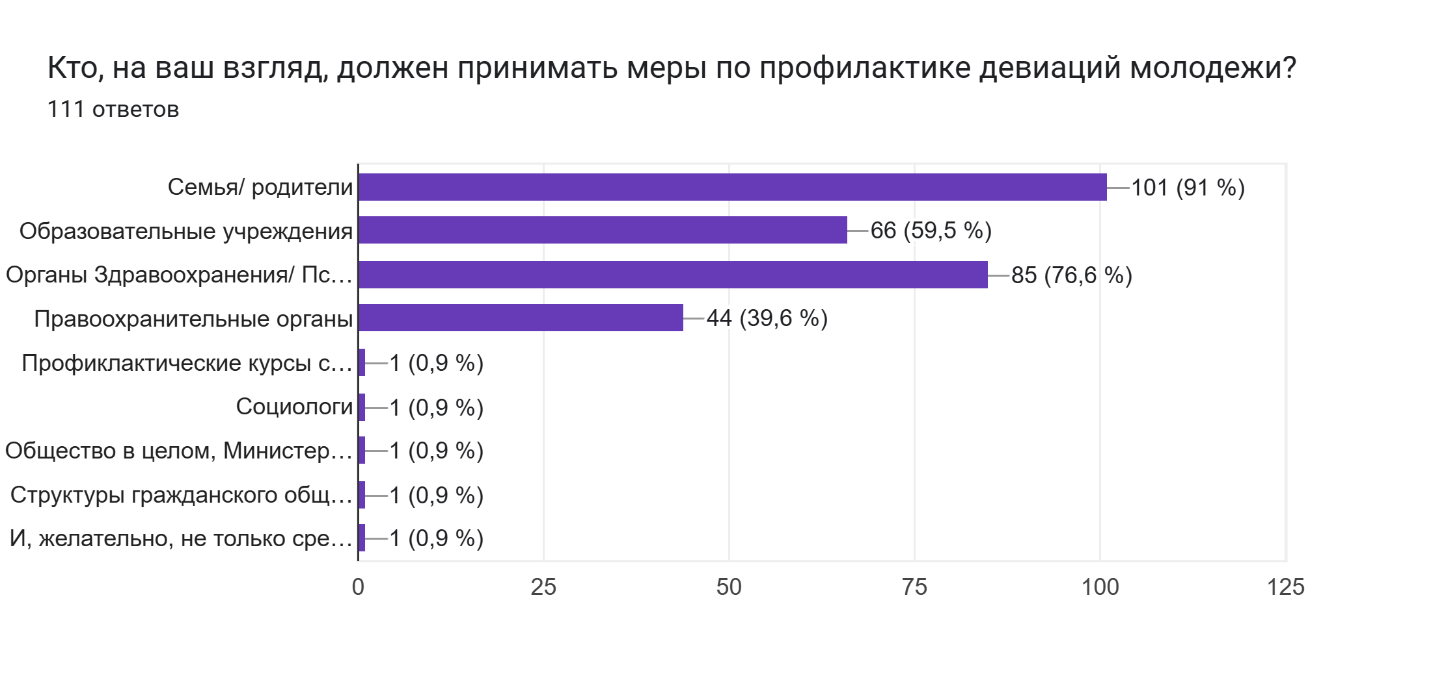 Кто, на ваш взгляд, должен принимать меры по профилактике девиаций молодежи?
111 ответов
Семья/ родители 101 (91 %)
Образовательные учреждения 66 (59,5 %)
Органы Здравоохранения/ Пс… 85 (76,6 %)
Правоохранительные органы 44 (39,6 %)
Профиклактические курсы с… 1 (0,9 %)
Социологи 1 (0,9 %)
Общество в целом, Министер… 1 (0,9 %)
Структуры гражданского общ… 1 (0,9 %)
И, желательно, не только сре… 1 (0,9 %)
0 25 50 75 100 125